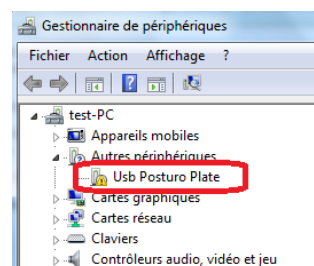 Gestionnaire de périphériques
Fichier Action Affichage ?
test-PC
Appareils mobiles
Autres périphériques
Usb Posturo Plate
Cartes graphiques
Cartes réseau
Claviers
Contrôleurs audio, vidéo et jeu